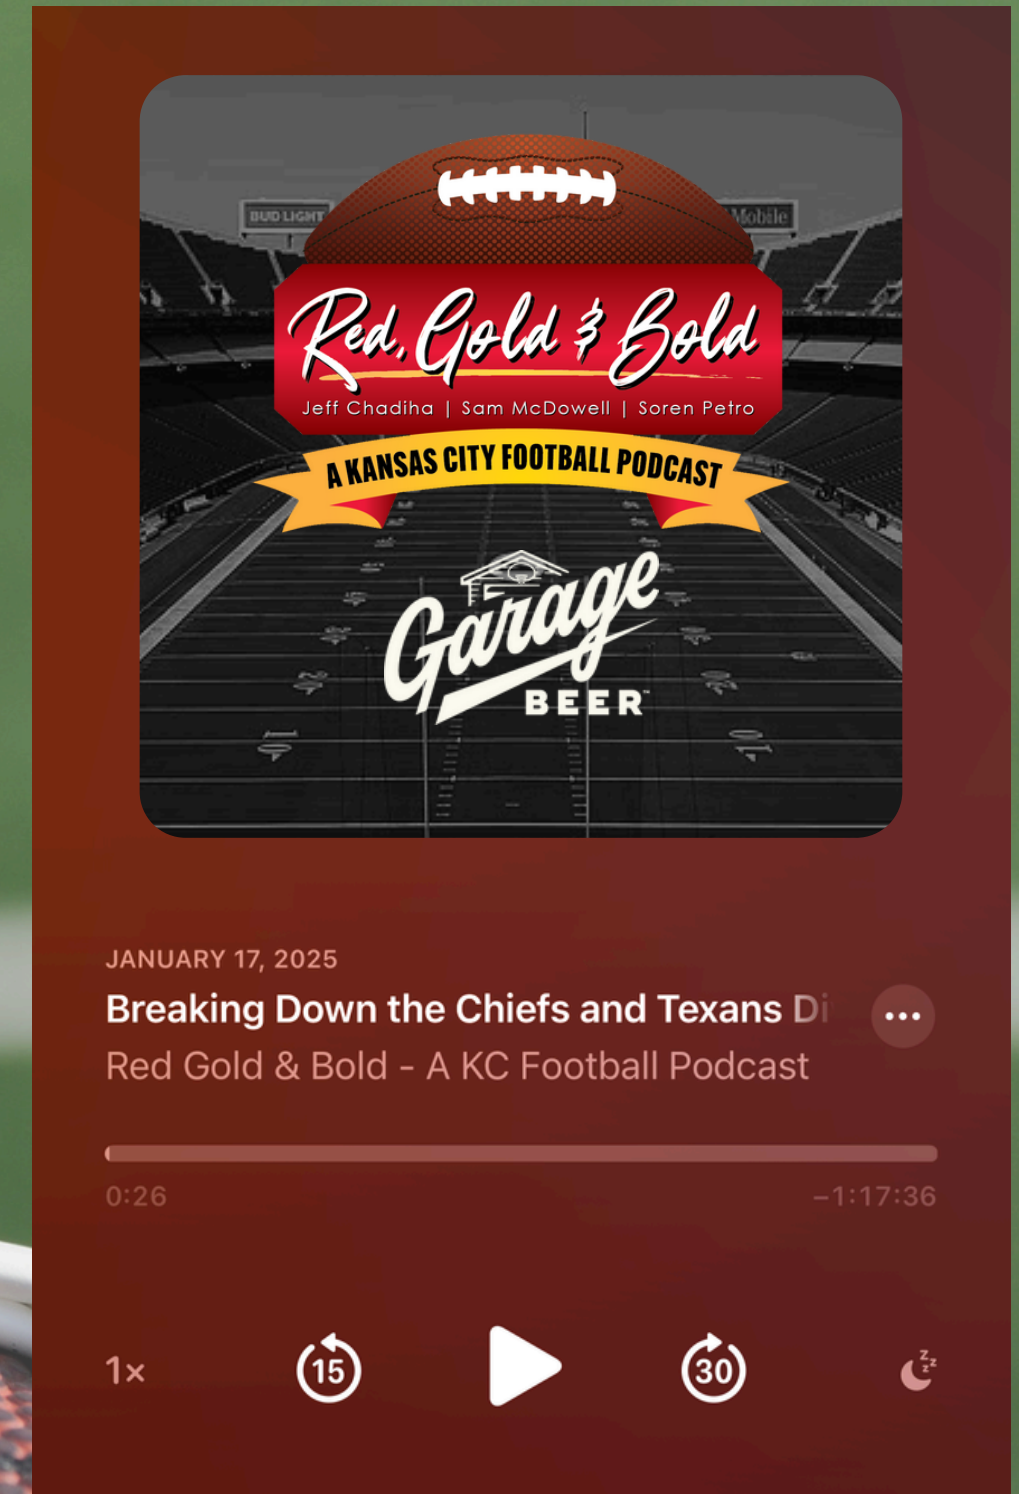 BUD LIGHT
Mobile
Red, Gold & Bold
Jeff Chadiha | Sam McDowell | Soren Petro
A KANSAS CITY FOOTBALL PODCAST
Garage
BEER
JANUARY 17, 2025
Breaking Down the Chiefs and Texans Di
Red Gold & Bold - A KC Football Podcast
0:26
−1:17:36
1×
15
30
zzz